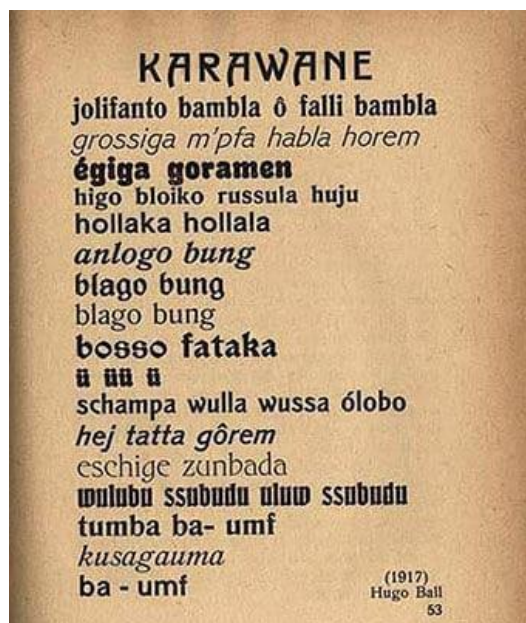 KARAWANE
jolifanto bambla ô falli bambla
grossiga m'pfa habla horem
égiga goramen
higo bloiko russula huju
hollaka hollala
anlogo bung
blago bung
blago bung
bosso fataka
ü üü ü
schampa wulla wussa ólobo
hej tatta gôrem
eschige zunbada
wulubu ssubudu uluw ssubudu
tumba ba- umf
kusagauma
ba - umf
(1917)
Hugo Ball
53